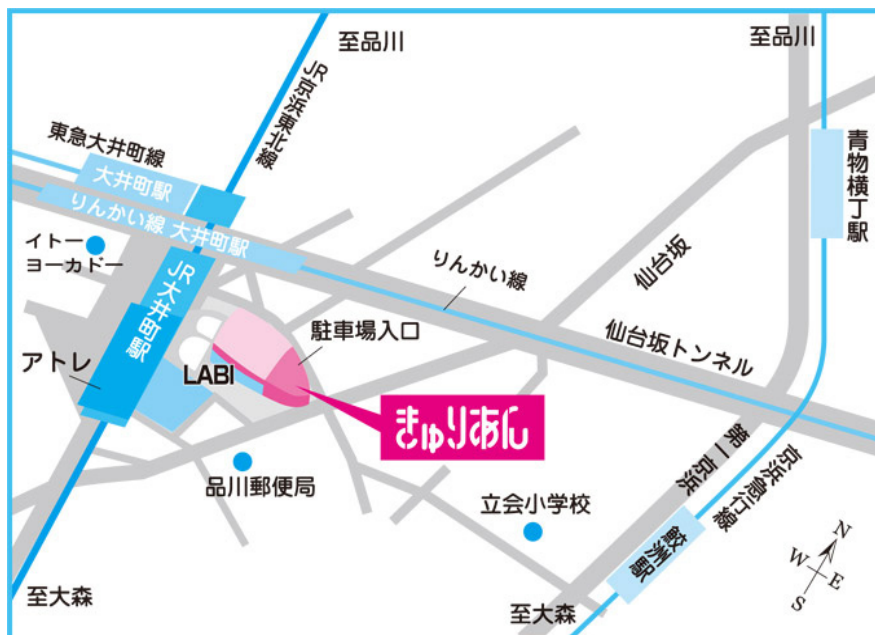 至品川
至品川
JR京浜東北線
東急大井町線
大井町駅
りんかい線 大井町駅
青物横丁駅
イトー
ヨーカドー
りんかい線
仙台坂
JR大井町駅
駐車場入口
仙台坂トンネル
アトレ
LABI
きゅりあん
第一京浜
京浜急行線
品川郵便局
立会小学校
鮫洲駅
至大森
至大森
N
W
E
S